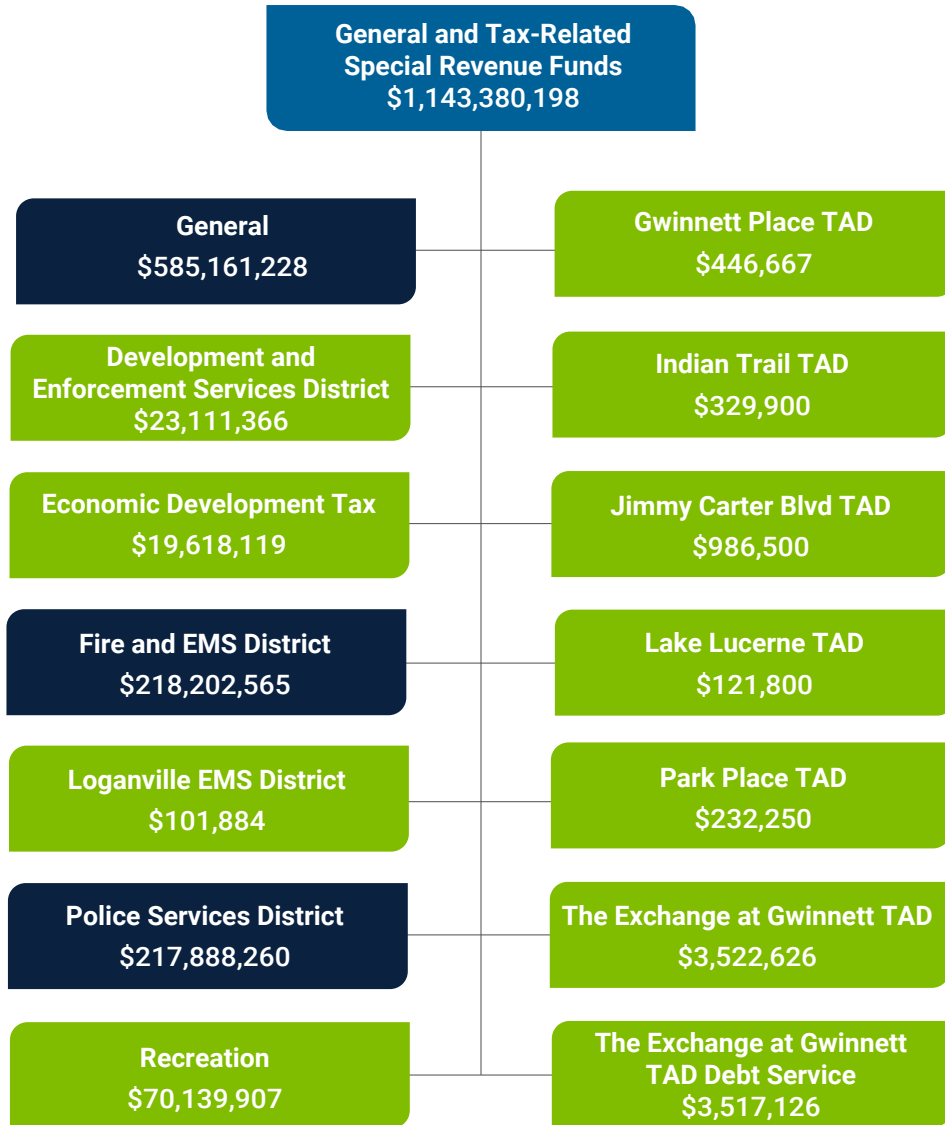 General and Tax-Related
Special Revenue Funds
$1,143,380,198
General
$585,161,228
Development and
Enforcement Services District
$23,111,366
Economic Development Tax
$19,618,119
Fire and EMS District
$218,202,565
Loganville EMS District
$101,884
Police Services District
$217,888,260
Recreation
$70,139,907
Gwinnett Place TAD
$446,667
Indian Trail TAD
$329,900
Jimmy Carter Blvd TAD
$986,500
Lake Lucerne TAD
$121,800
Park Place TAD
$232,250
The Exchange at Gwinnett TAD
$3,522,626
The Exchange at Gwinnett
TAD Debt Service
$3,517,126